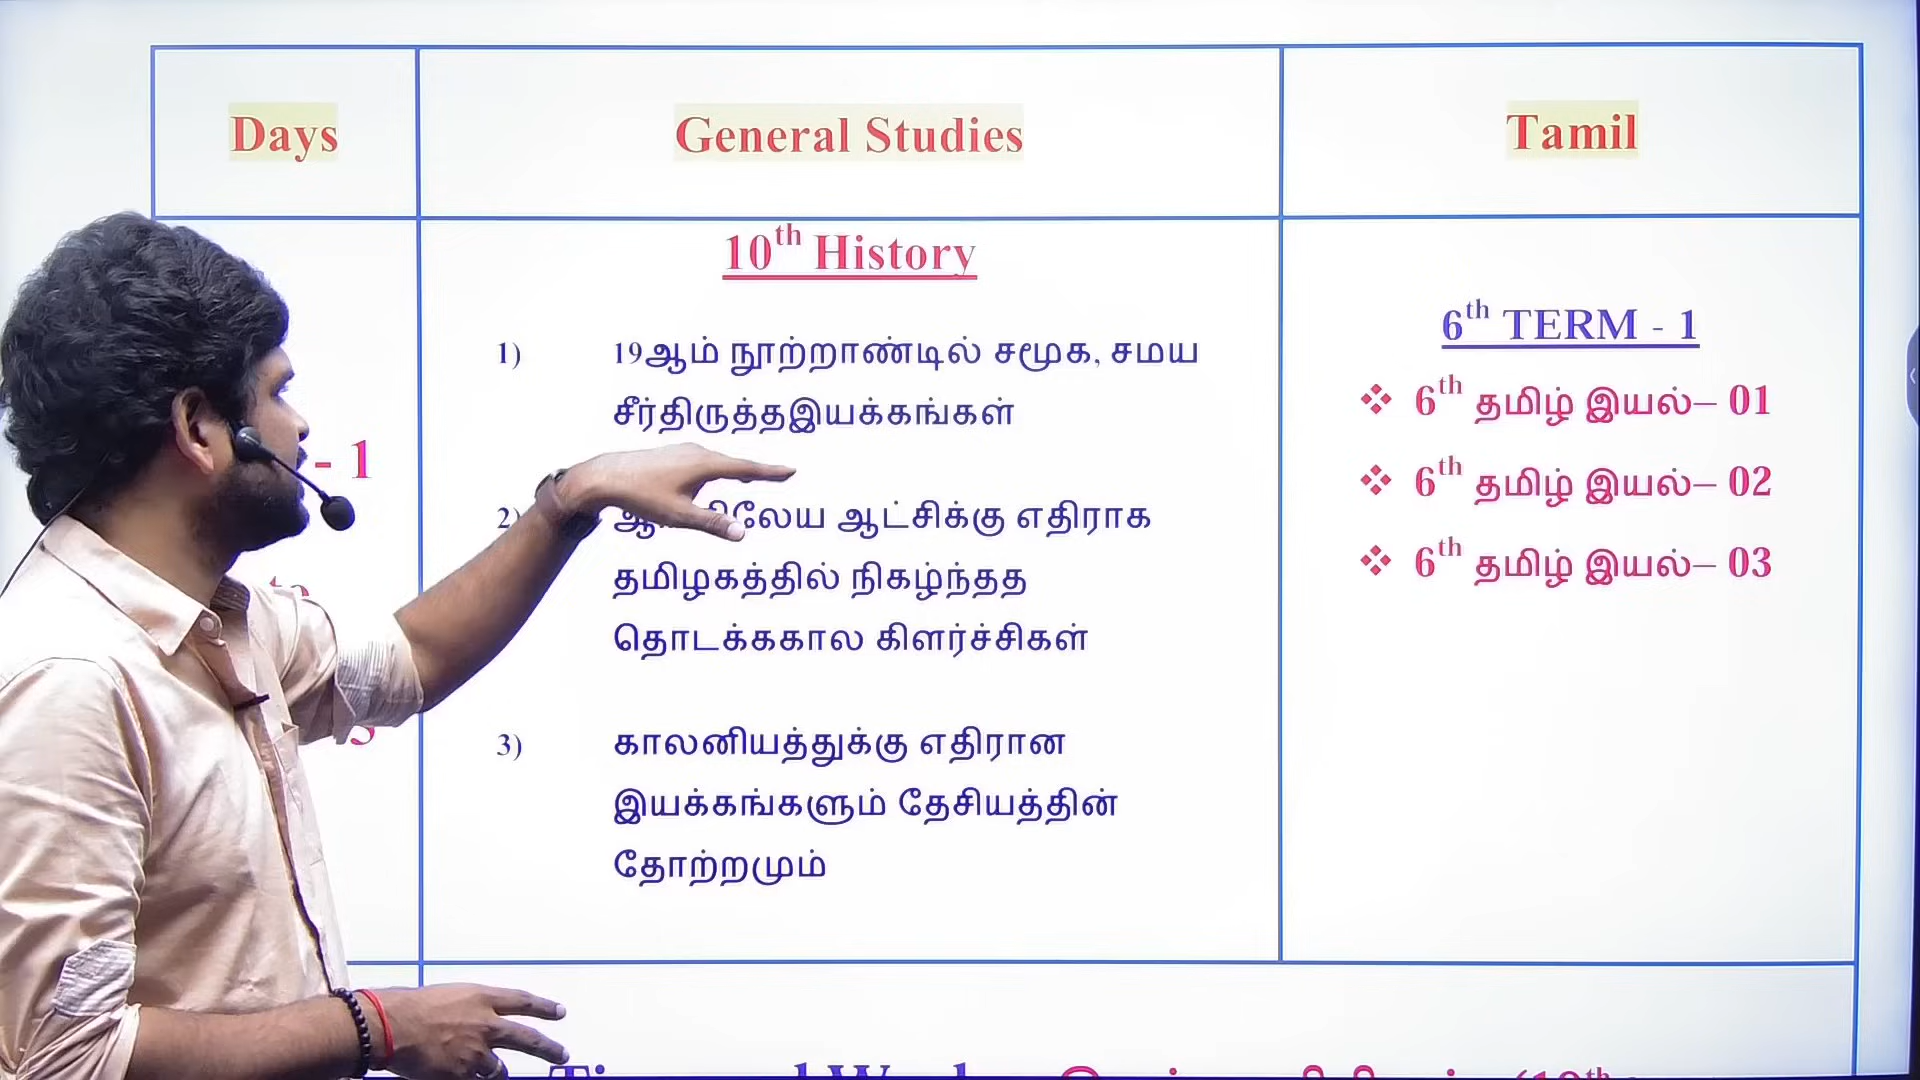 Days General Studies Tamil
10th History
1) 19ஆம் நூற்றாண்டில் சமூக, சமய
சீர்திருத்தஇயக்கங்கள்
2) ஆட்சிக்கு எதிராக
தமிழகத்தில் நிகழ்ந்தத
தொடக்ககால கிளர்ச்சிகள்
3) காலனியத்துக்கு எதிரான
இயக்கங்களும் தேசியத்தின்
தோற்றமும்
- 1
6th TERM - 1
❖ 6th தமிழ் இயல்– 01
❖ 6th தமிழ் இயல்– 02
❖ 6th தமிழ் இயல்– 03